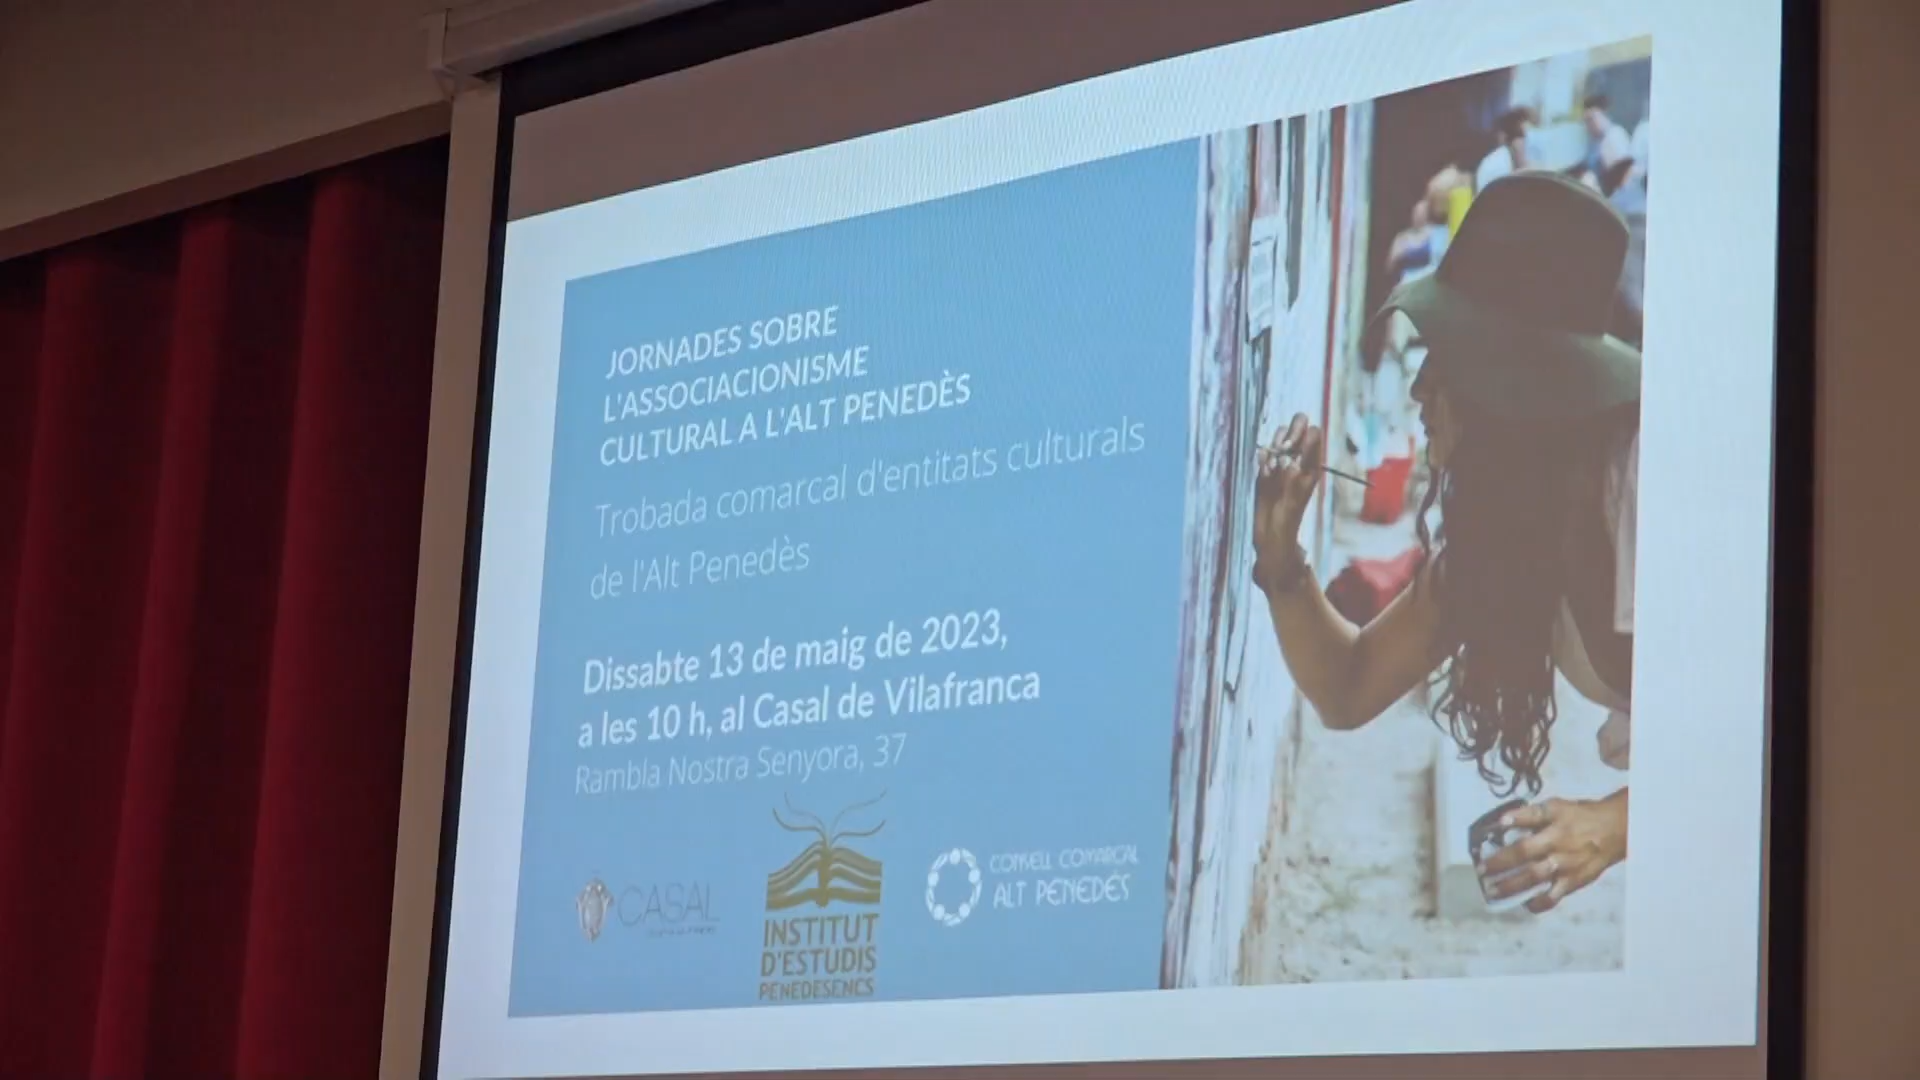 JORNADES SOBRE
L'ASSOCIACIONISME
CULTURAL A L'ALT PENEDÈS
Trobada comarcal d'entitats culturals
de l'Alt Penedès
Dissabte 13 de maig de 2023,
a les 10 h, al Casal de Vilafranca
Rambla Nostra Senyora, 37
CASAL
INSTITUT
D'ESTUDIS
PENEDESENCS
CONSELL COMARCAL
ALT PENEDÈS